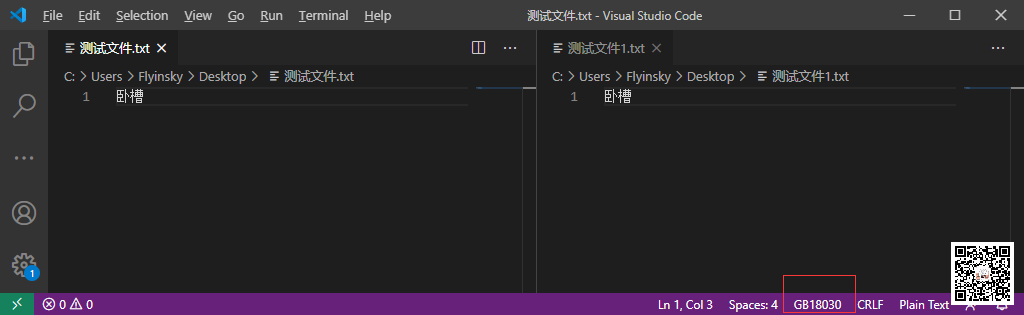 File Edit Selection View Go Run Terminal Help 测试文件.txt - Visual Studio Code
测试文件.txt
C: > Users > Flyinsky > Desktop > 测试文件.txt
1 卧槽
测试文件1.txt
C: > Users > Flyinsky > Desktop > 测试文件1.txt
1 卧槽
1
0 0
Ln 1, Col 3 Spaces: 4 GB18030 CRLF Plain Text